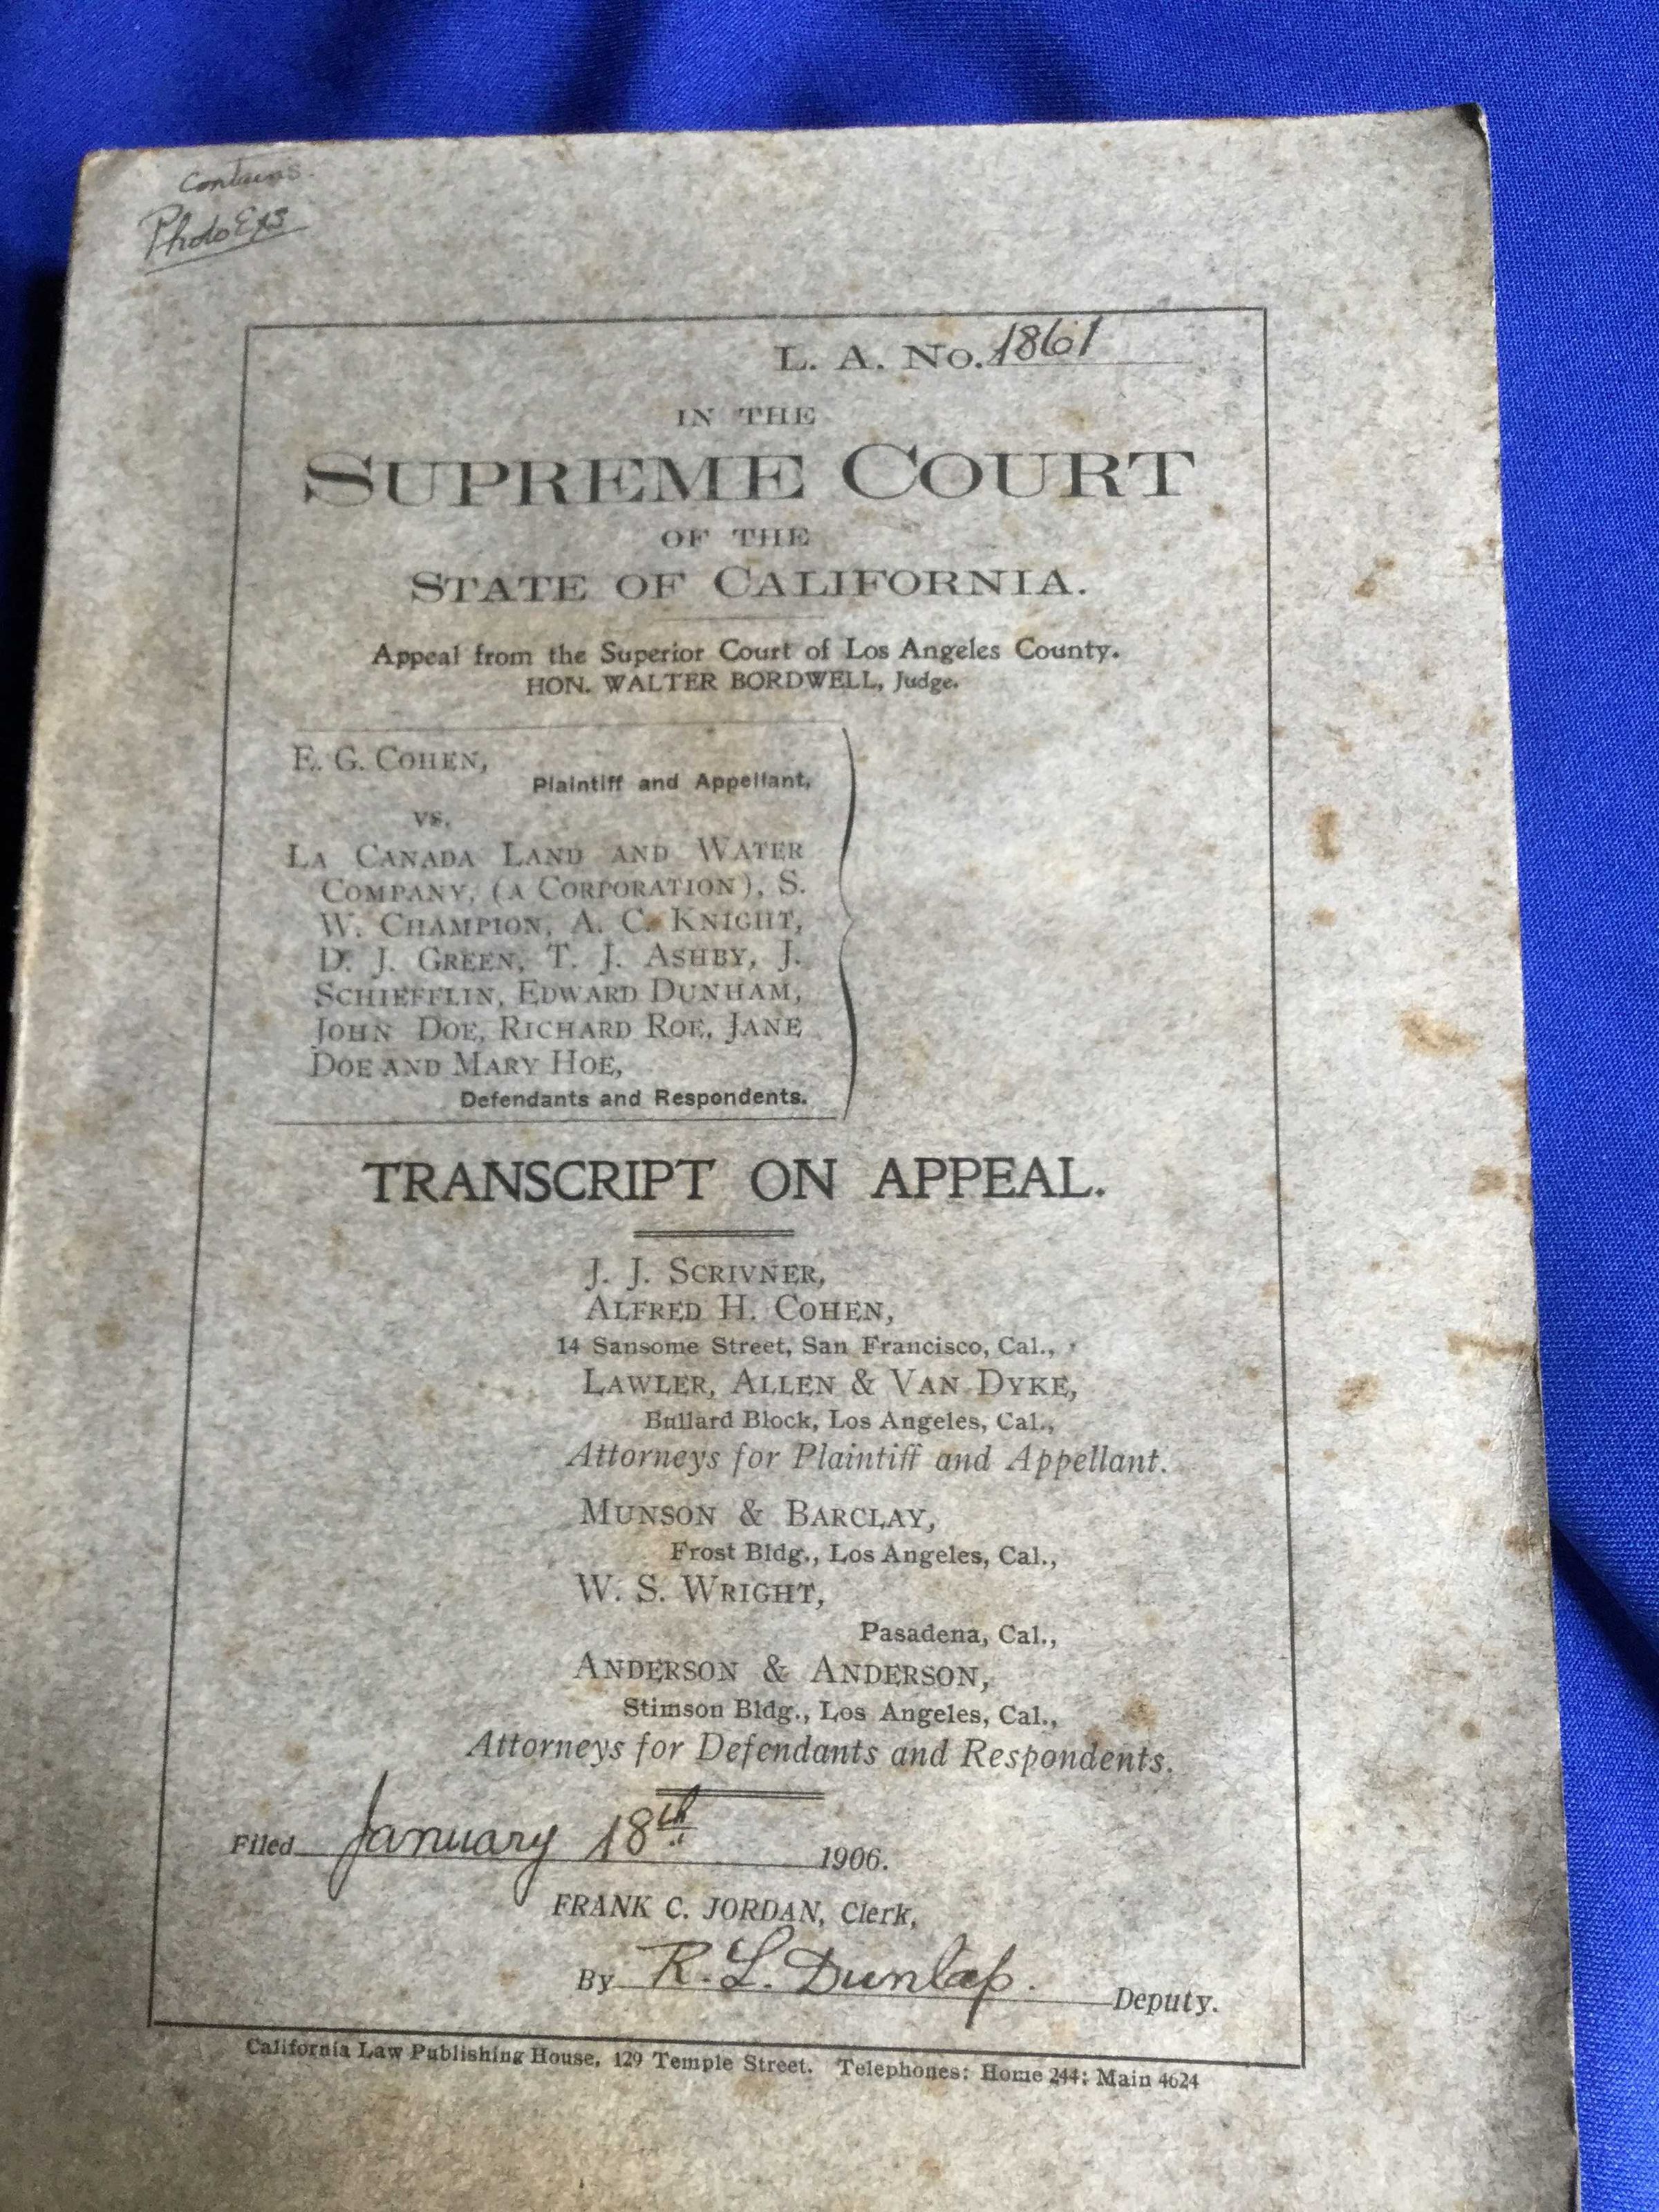 Contains
Photo Exs
L. A. No. 1861
IN THE
SUPREME COURT
OF THE
STATE OF CALIFORNIA.
Appeal from the Superior Court of Los Angeles County.
HON. WALTER BORDWELL, Judge.
E. G. COHEN,
Plaintiff and Appellant,
vs.
LA CANADA LAND AND WATER
COMPANY, (A CORPORATION), S.
W. CHAMPION, A. C. KNIGHT,
D. J. GREEN, T. J. ASHBY, J.
SCHIEFFLIN, EDWARD DUNHAM,
JOHN DOE, RICHARD ROE, JANE
DOE AND MARY HOE,
Defendants and Respondents.
TRANSCRIPT ON APPEAL.
J. J. SCRIVNER,
ALFRED H. COHEN,
14 Sansome Street, San Francisco, Cal.,
LAWLER, ALLEN & VAN DYKE,
Bullard Block, Los Angeles, Cal.,
Attorneys for Plaintiff and Appellant.
MUNSON & BARCLAY,
Frost Bldg., Los Angeles, Cal.,
W. S. WRIGHT,
Pasadena, Cal.,
ANDERSON & ANDERSON,
Stimson Bldg., Los Angeles, Cal.,
Attorneys for Defendants and Respondents.
Filed January 18th 1906.
FRANK C. JORDAN, Clerk,
By R. L. Dunlap. Deputy.
California Law Publishing House, 129 Temple Street. Telephones: Home 244; Main 4624